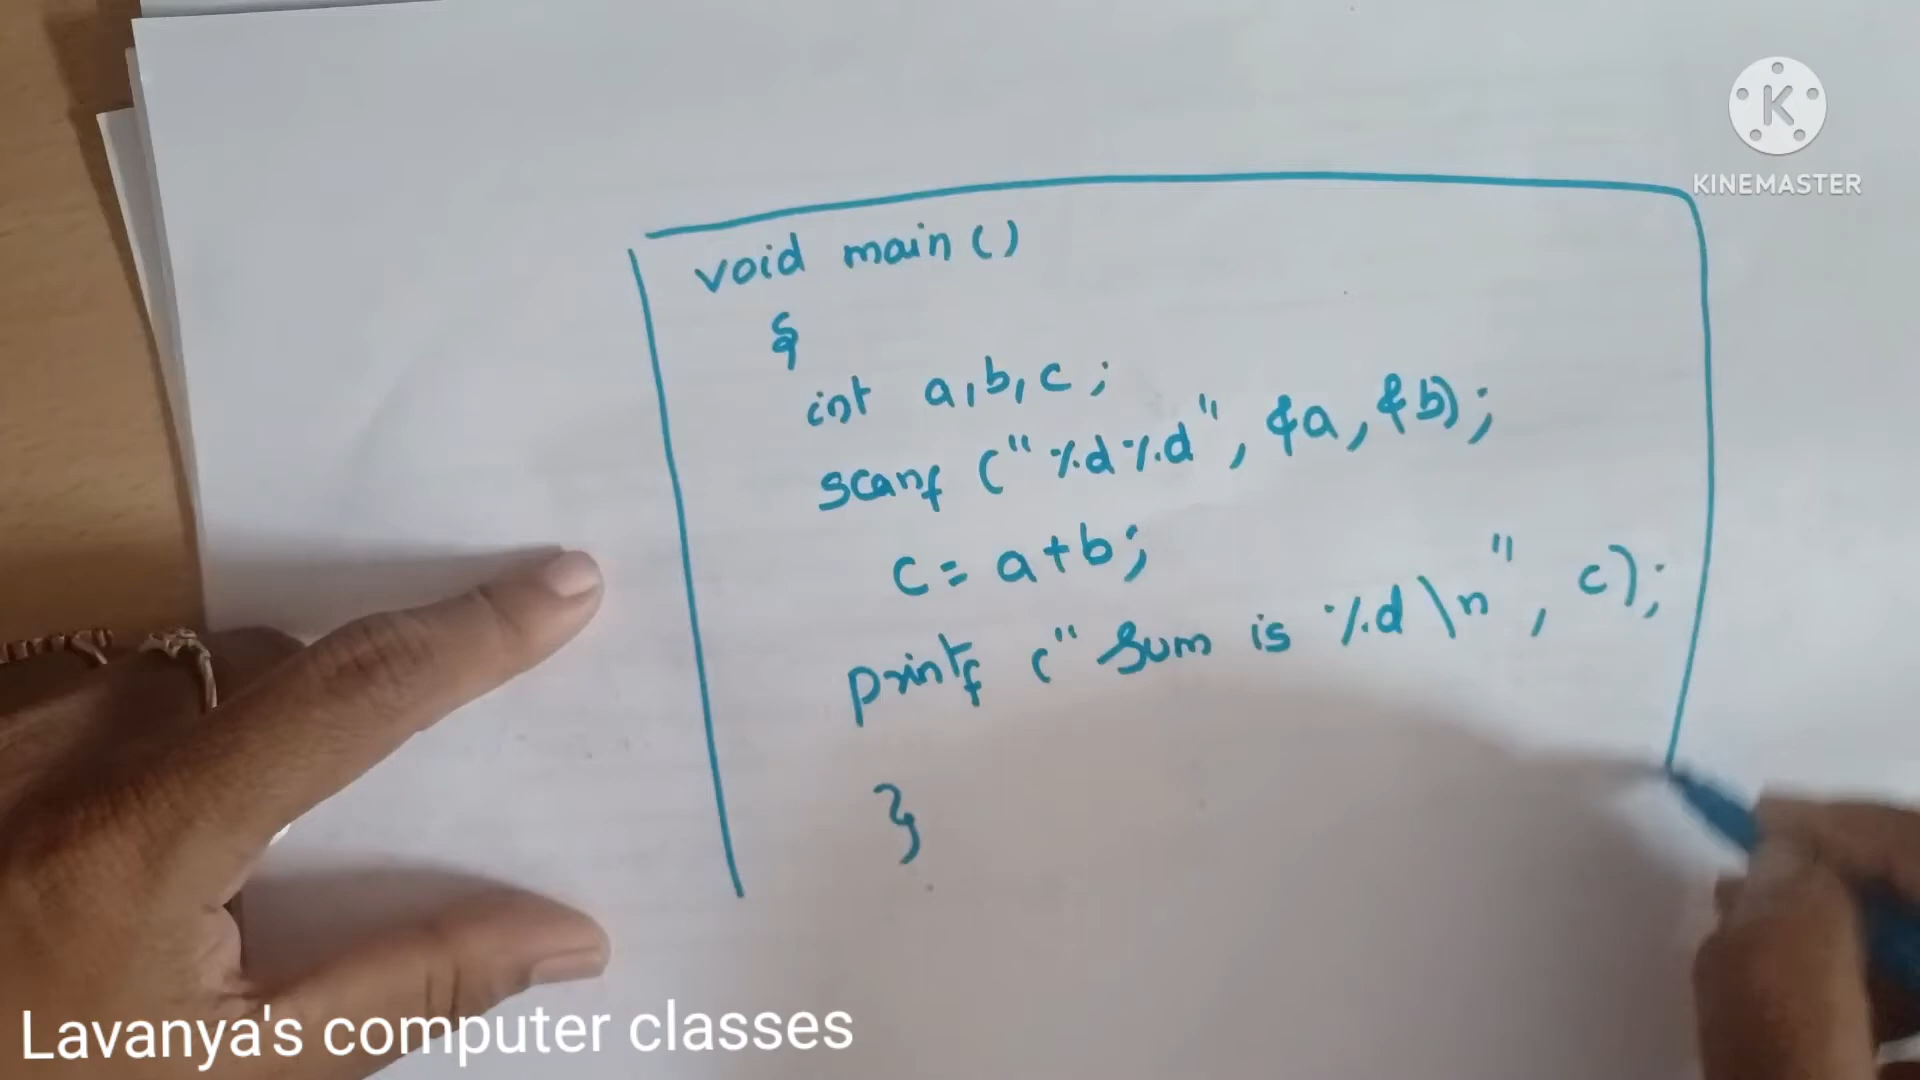 KINEMASTER
void main()
{
int a,b,c;
scanf ("%d%d", &a, &b);
c= a+b;
printf ("Sum is %d\n", c);
}
Lavanya's computer classes